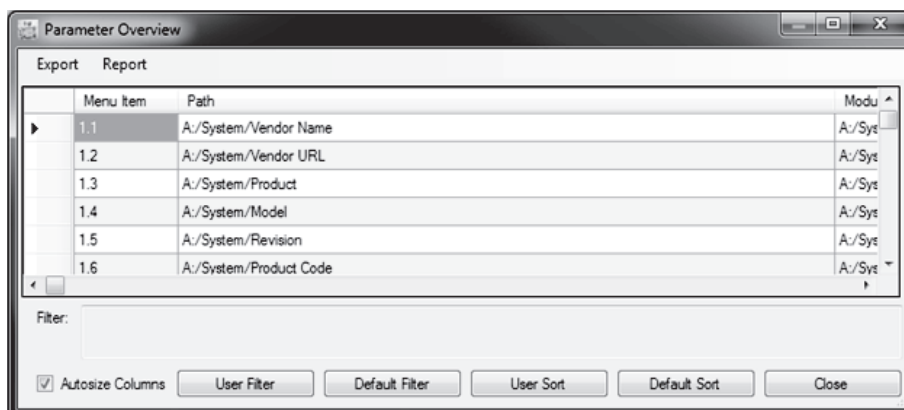 Parameter Overview
Export Report
Menu Item Path Modu
1.1 A:/System/Vendor Name A:/Sys
1.2 A:/System/Vendor URL A:/Sys
1.3 A:/System/Product A:/Sys
1.4 A:/System/Model A:/Sys
1.5 A:/System/Revision A:/Sys
1.6 A:/System/Product Code A:/Sys
Filter:
Autosize Columns User Filter Default Filter User Sort Default Sort Close